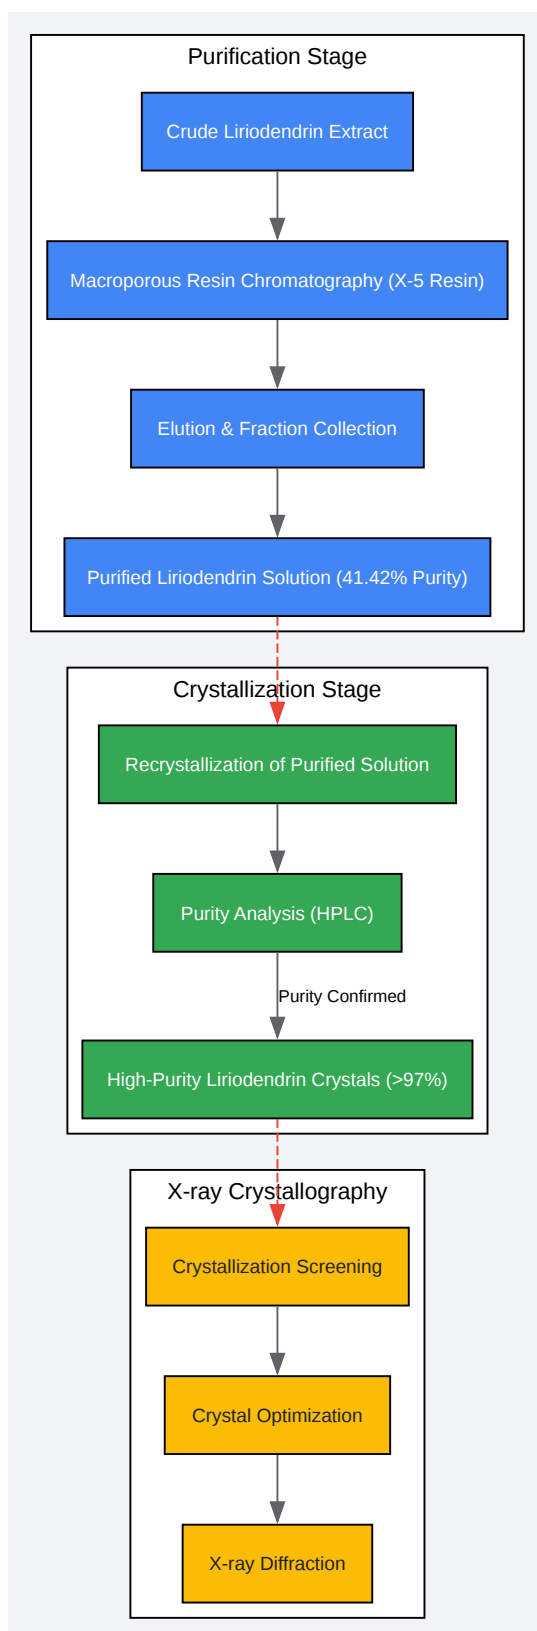 Purification Stage
Crude Liriodendrin Extract
Macroporous Resin Chromatography (X-5 Resin)
Elution & Fraction Collection
Purified Liriodendrin Solution (41.42% Purity)
Crystallization Stage
Recrystallization of Purified Solution
Purity Analysis (HPLC)
Purity Confirmed
High-Purity Liriodendrin Crystals (>97%)
X-ray Crystallography
Crystallization Screening
Crystal Optimization
X-ray Diffraction